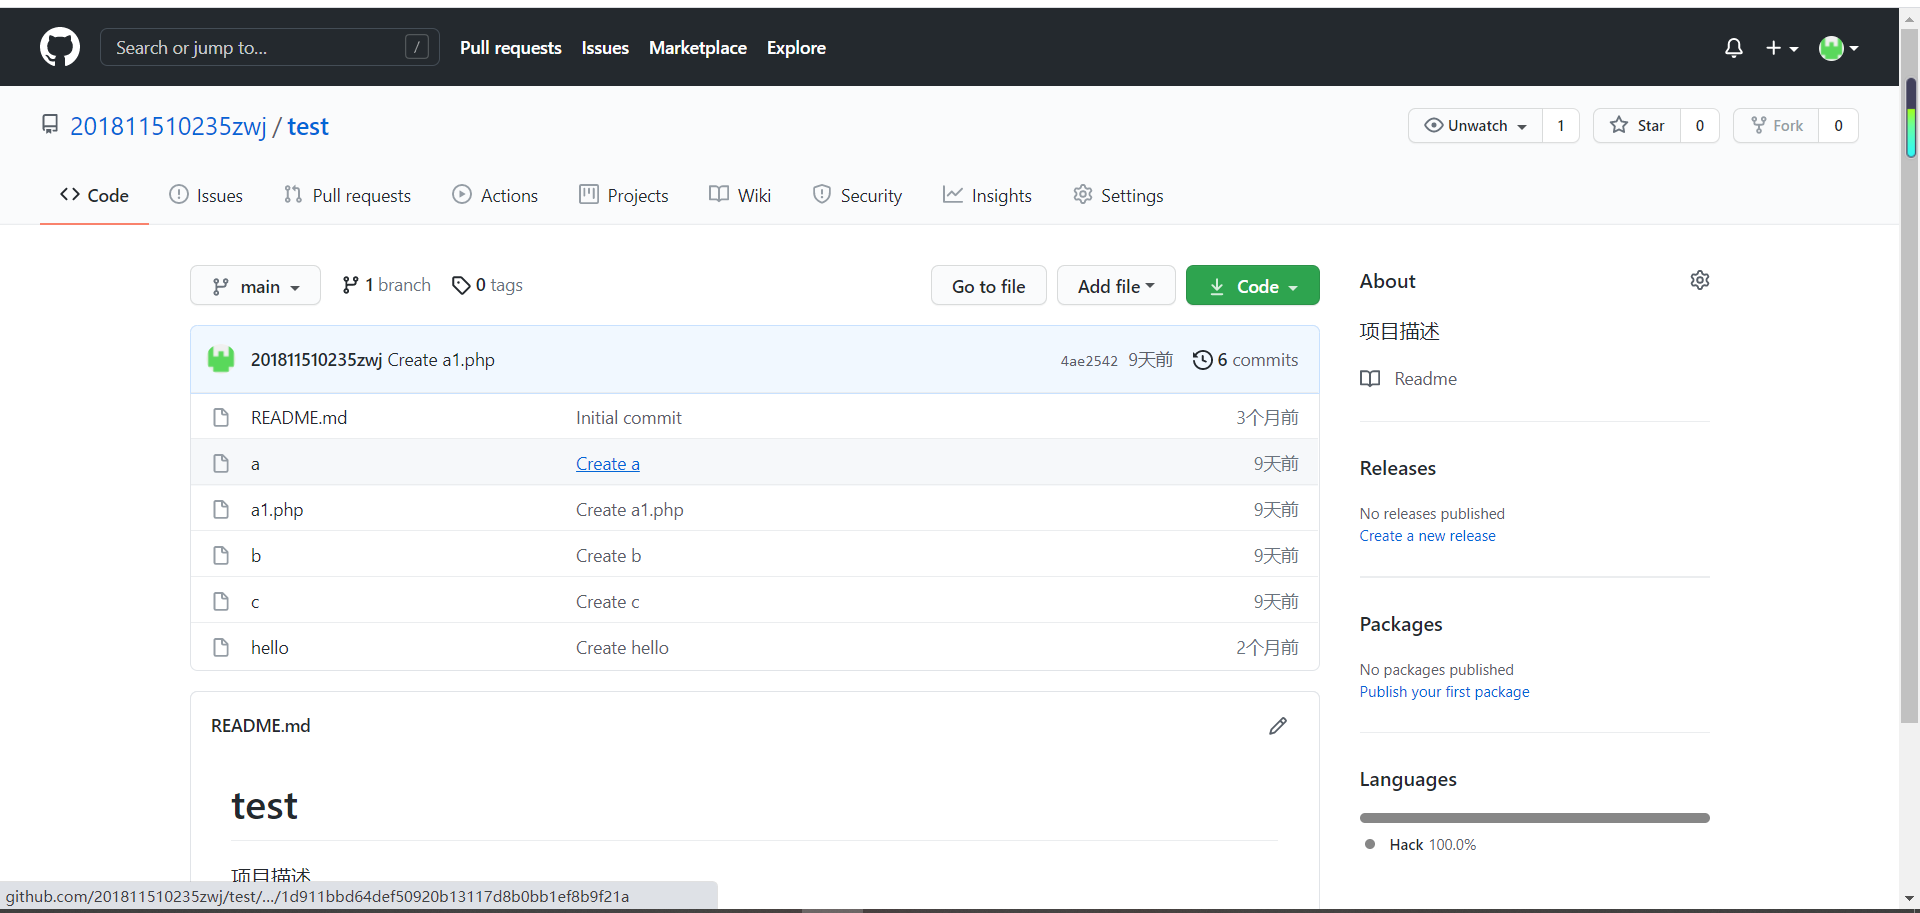 Search or jump to... / Pull requests Issues Marketplace Explore
201811510235zwj / test Unwatch 1 Star 0 Fork 0
Code Issues Pull requests Actions Projects Wiki Security Insights Settings
main 1 branch 0 tags Go to file Add file Code
201811510235zwj Create a1.php 4ae2542 9天前 6 commits
README.md Initial commit 3个月前
a Create a 9天前
a1.php Create a1.php 9天前
b Create b 9天前
c Create c 9天前
hello Create hello 2个月前
README.md
test
项目描述
About
项目描述
Readme
Releases
No releases published
Create a new release
Packages
No packages published
Publish your first package
Languages
Hack 100.0%
github.com/201811510235zwj/test/.../1d911bbd64def50920b13117d8b0bb1ef8b9f21a